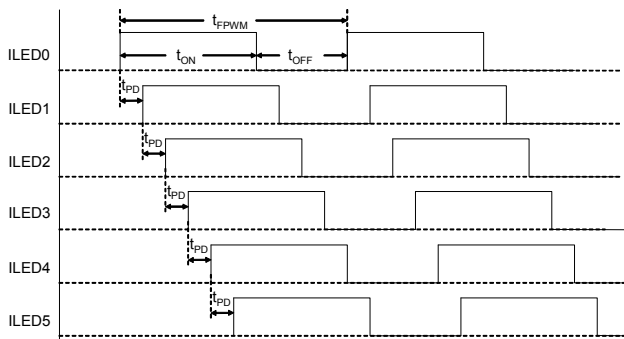 tFPWM
ILED0
tON
tOFF
tPD
ILED1
tPD
ILED2
tPD
ILED3
tPD
ILED4
tPD
ILED5